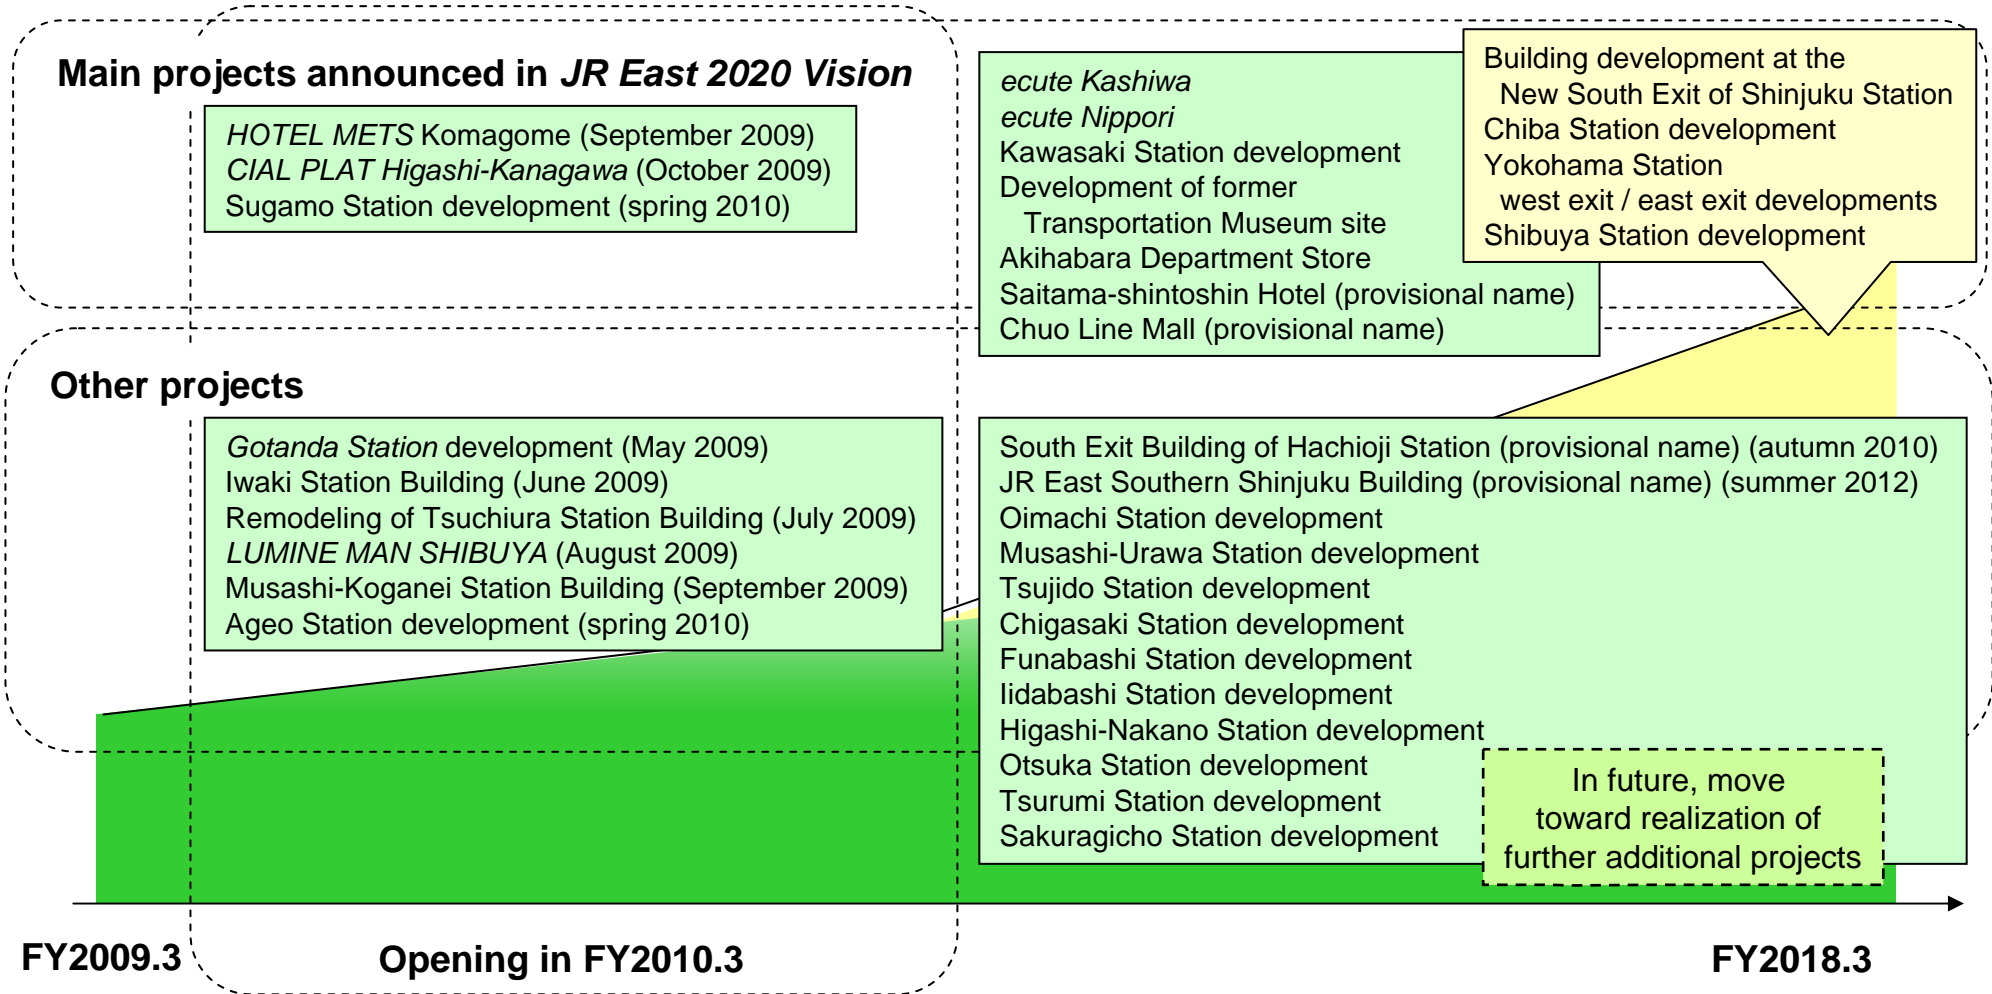 Main projects announced in JR East 2020 Vision
HOTEL METS Komagome (September 2009)
CIAL PLAT Higashi-Kanagawa (October 2009)
Sugamo Station development (spring 2010)
ecute Kashiwa
ecute Nippori
Kawasaki Station development
Development of former
Transportation Museum site
Akihabara Department Store
Saitama-shintoshin Hotel (provisional name)
Chuo Line Mall (provisional name)
Building development at the
New South Exit of Shinjuku Station
Chiba Station development
Yokohama Station
west exit / east exit developments
Shibuya Station development
Other projects
Gotanda Station development (May 2009)
Iwaki Station Building (June 2009)
Remodeling of Tsuchiura Station Building (July 2009)
LUMINE MAN SHIBUYA (August 2009)
Musashi-Koganei Station Building (September 2009)
Ageo Station development (spring 2010)
South Exit Building of Hachioji Station (provisional name) (autumn 2010)
JR East Southern Shinjuku Building (provisional name) (summer 2012)
Oimachi Station development
Musashi-Urawa Station development
Tsujido Station development
Chigasaki Station development
Funabashi Station development
Iidabashi Station development
Higashi-Nakano Station development
Otsuka Station development
Tsurumi Station development
Sakuragicho Station development
In future, move
toward realization of
further additional projects
FY2009.3
Opening in FY2010.3
FY2018.3